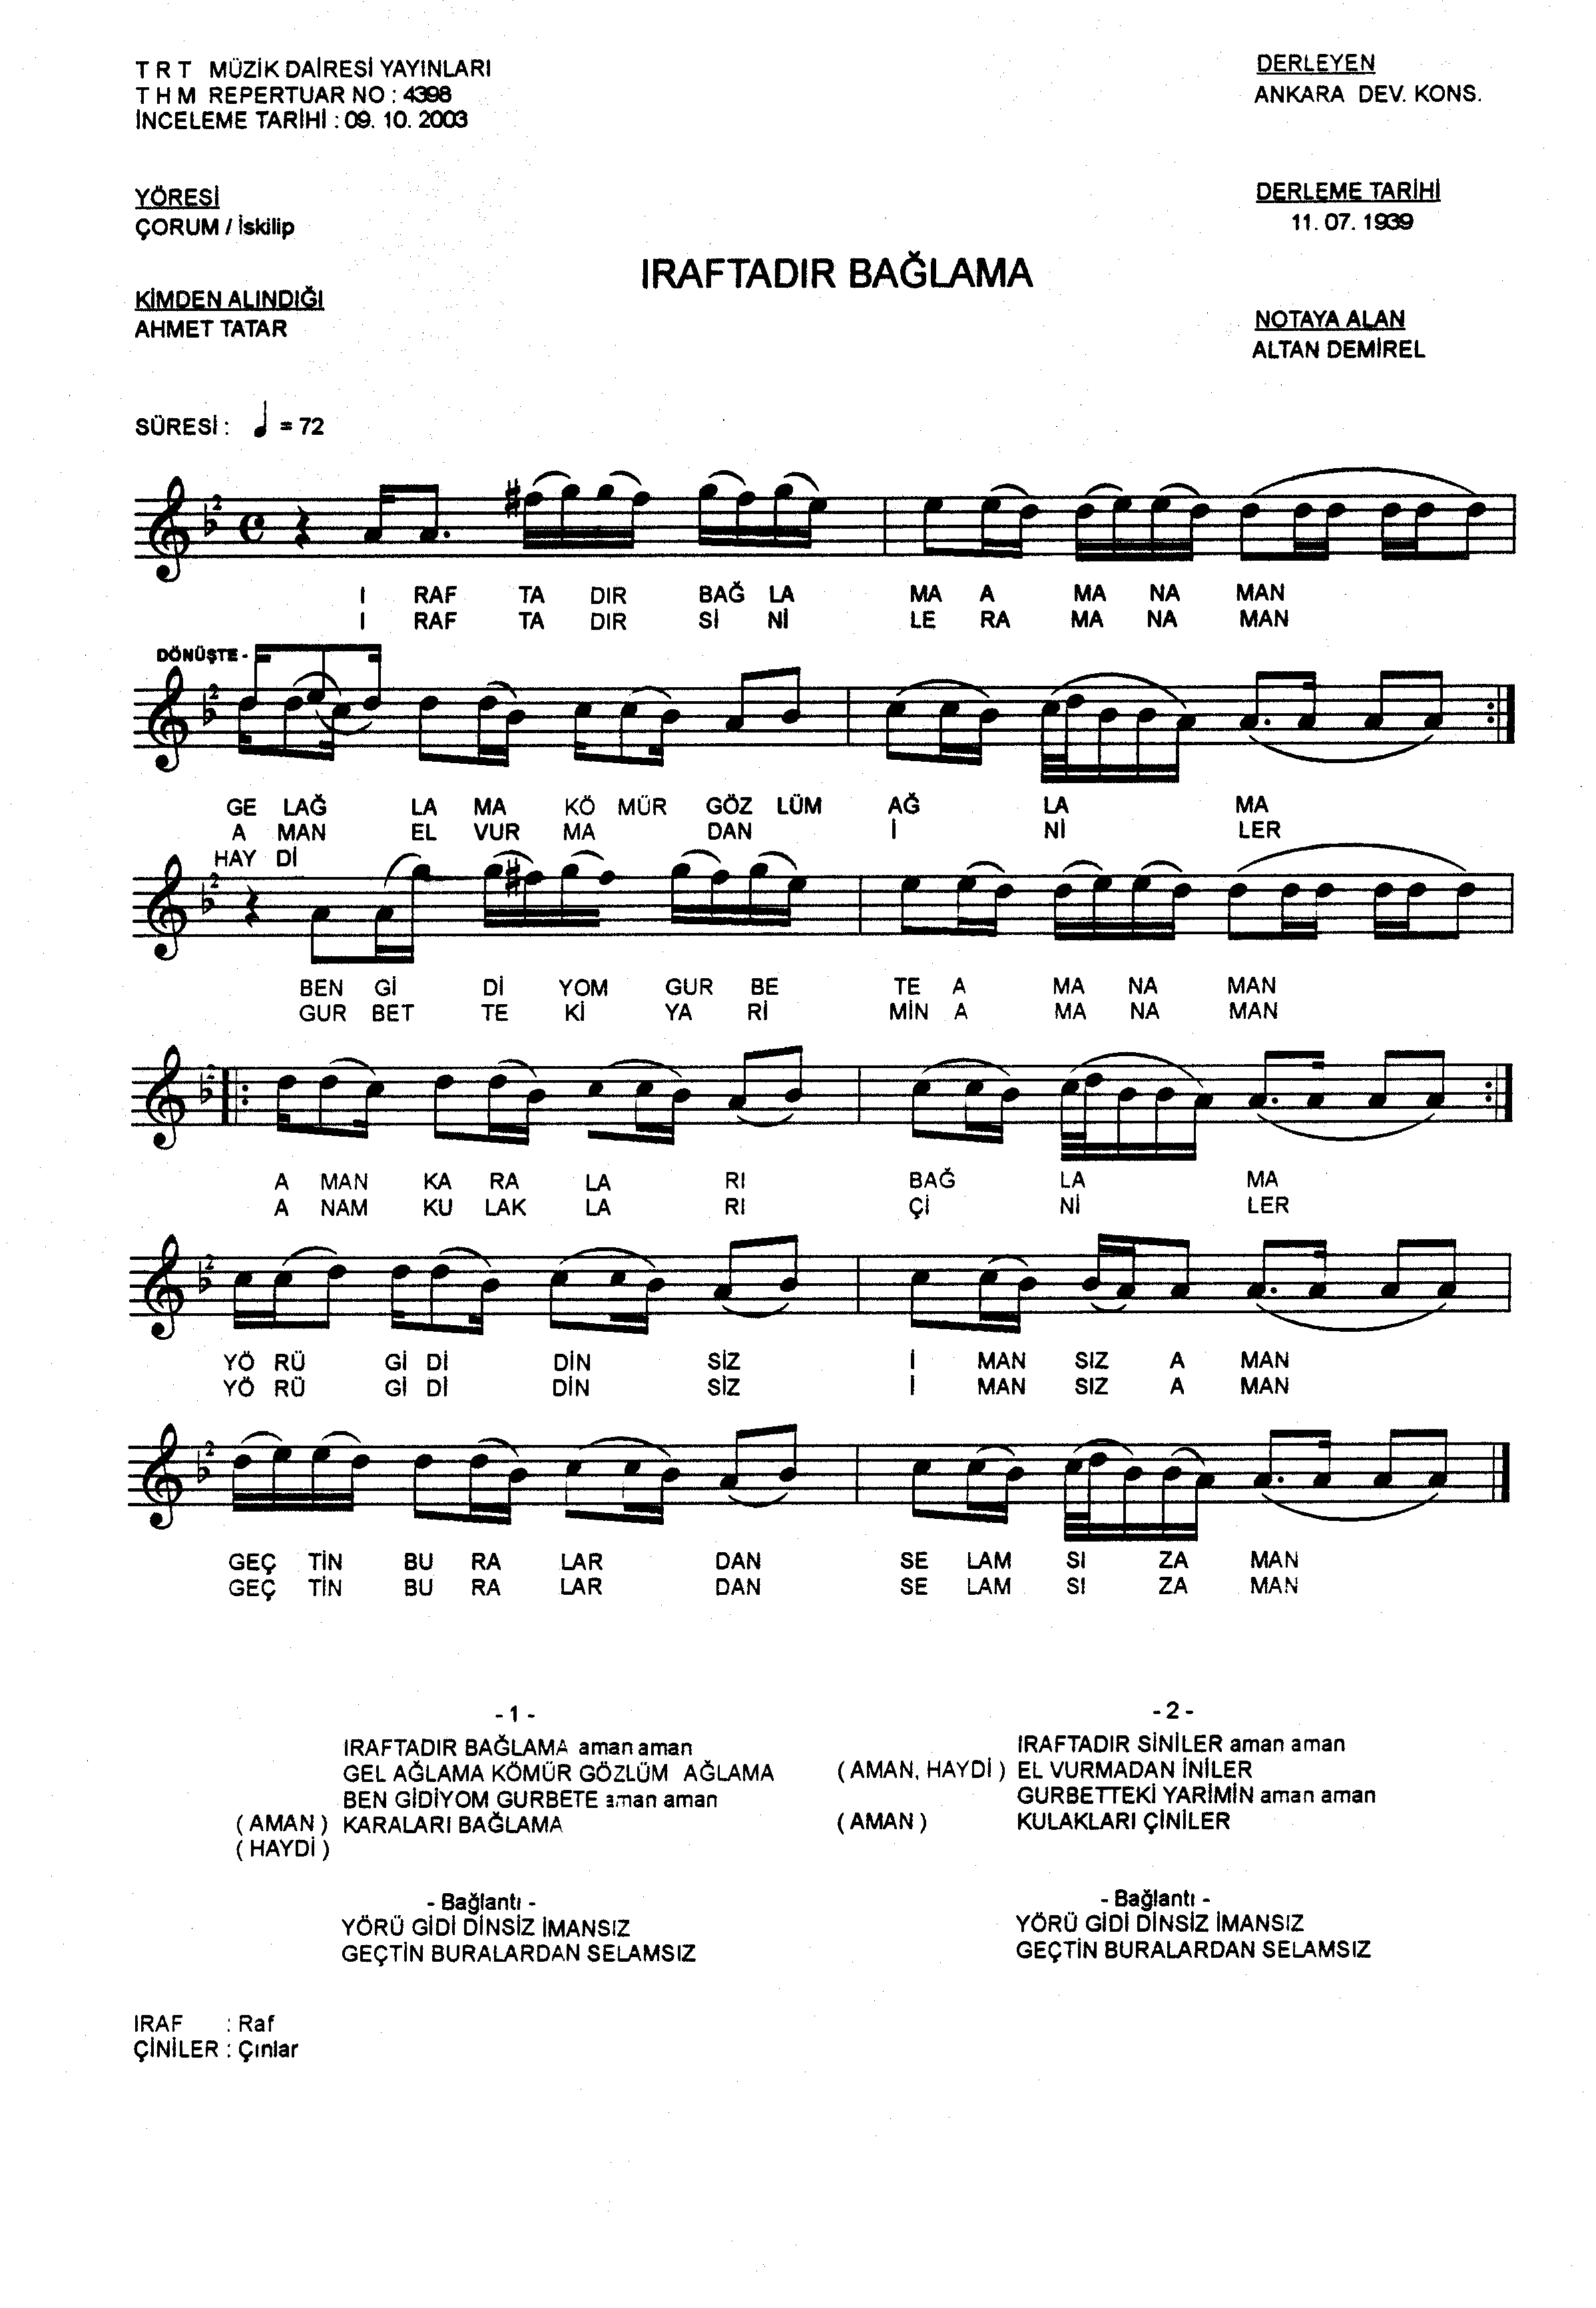 T R T MÜZİK DAİRESİ YAYINLARI
T H M REPERTUAR NO : 4398
İNCELEME TARİHİ : 09. 10. 2003
DERLEYEN
ANKARA DEV. KONS.
YÖRESİ
ÇORUM / İskilip
DERLEME TARİHİ
11. 07. 1939
IRAFTADIR BAĞLAMA
KİMDEN ALINDIĞI
AHMET TATAR
NOTAYA ALAN
ALTAN DEMİREL
SÜRESİ : = 72
I RAF TA DIR BAĞ LA MA A MA NA MAN
I RAF TA DIR Sİ Nİ LE RA MA NA MAN
DÖNÜŞTE -
GE LAĞ LA MA KÖ MÜR GÖZ LÜM AĞ LA MA
A MAN EL VUR MA DAN İ Nİ LER
HAY Dİ
BEN Gİ Dİ YOM GUR BE TE A MA NA MAN
GUR BET TE Kİ YA Rİ MİN A MA NA MAN
A MAN KA RA LA RI BAĞ LA MA
A NAM KU LAK LA RI Çİ Nİ LER
YÖ RÜ Gİ Dİ DİN SİZ İ MAN SIZ A MAN
YÖ RÜ Gİ Dİ DİN SİZ İ MAN SIZ A MAN
GEÇ TİN BU RA LAR DAN SE LAM SI ZA MAN
GEÇ TİN BU RA LAR DAN SE LAM SI ZA MAN
- 1 -
IRAFTADIR BAĞLAMA aman aman
GEL AĞLAMA KÖMÜR GÖZLÜM AĞLAMA
BEN GİDİYOM GURBETE aman aman
( AMAN ) KARALARI BAĞLAMA
( HAYDİ )
- Bağlantı -
YÖRÜ GİDİ DİNSİZ İMANSIZ
GEÇTİN BURALARDAN SELAMSIZ
- 2 -
IRAFTADIR SİNİLER aman aman
( AMAN, HAYDİ ) EL VURMADAN İNİLER
GURBETTEKİ YARİMİN aman aman
( AMAN ) KULAKLARI ÇİNİLER
- Bağlantı -
YÖRÜ GİDİ DİNSİZ İMANSIZ
GEÇTİN BURALARDAN SELAMSIZ
IRAF : Raf
ÇİNİLER : Çınlar